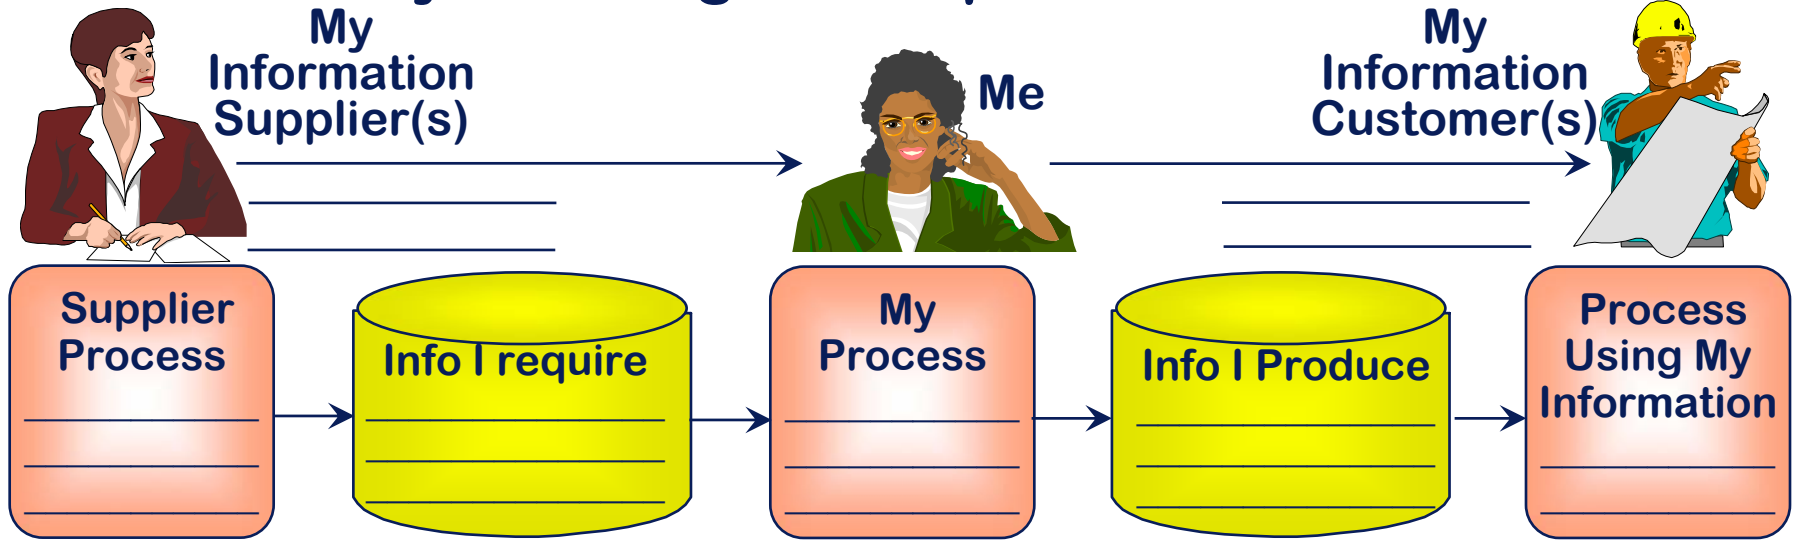 My
Information
Supplier(s)
Me
My
Information
Customer(s)
Supplier
Process
Info I require
My
Process
Info I Produce
Process
Using My
Information